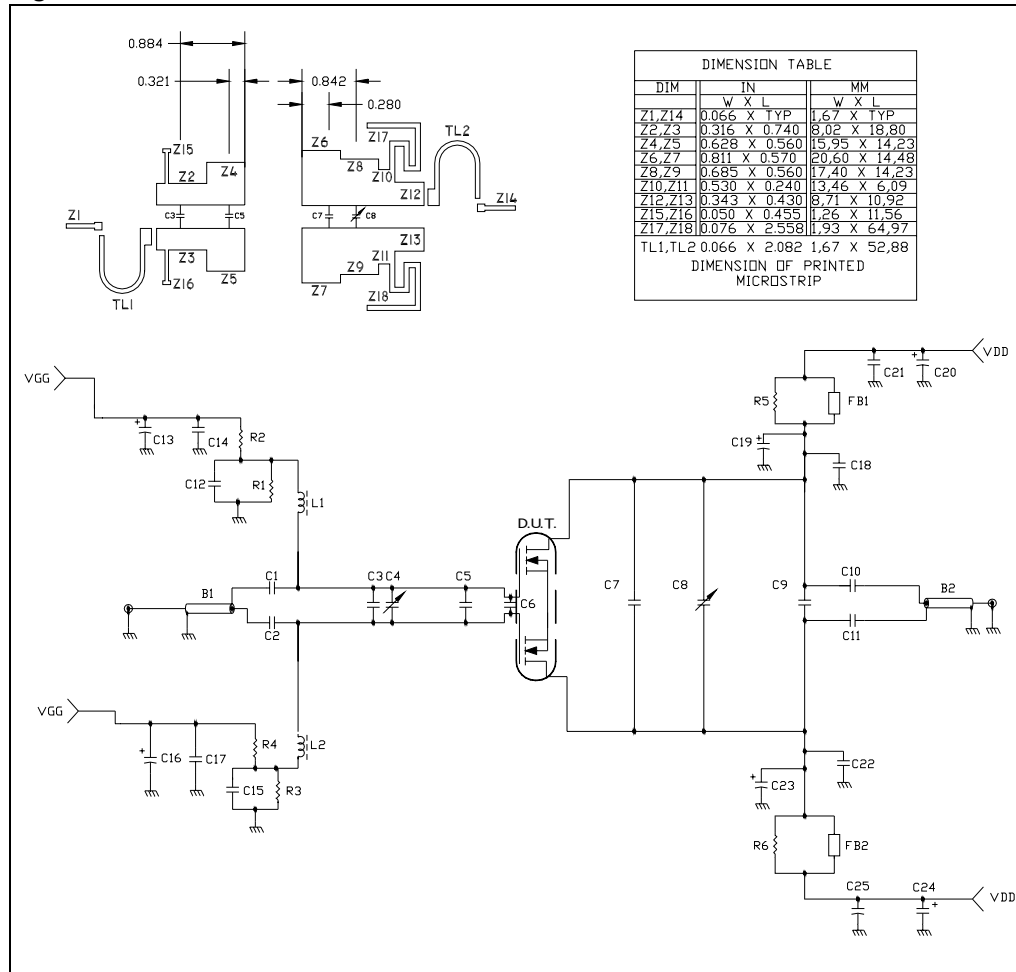 0.884
0.321
0.842
0.280
Z15
Z2
Z4
Z6
Z8
Z17
Z10
TL2
Z12
Z1
C3
C5
C7
C8
Z14
Z3
Z5
Z16
TL1
Z13
Z11
Z9
Z7
Z18
DIMENSION TABLE
DIM IN MM
W X L W X L
Z1,Z14 0.066 X TYP 1,67 X TYP
Z2,Z3 0.316 X 0.740 8,02 X 18,80
Z4,Z5 0.628 X 0.560 15,95 X 14,23
Z6,Z7 0.811 X 0.570 20,60 X 14,48
Z8,Z9 0.685 X 0.560 17,40 X 14,23
Z10,Z11 0.530 X 0.240 13,46 X 6,09
Z12,Z13 0.343 X 0.430 8,71 X 10,92
Z15,Z16 0.050 X 0.455 1,26 X 11,56
Z17,Z18 0.076 X 2.558 1,93 X 64,97
TL1,TL2 0.066 X 2.082 1,67 X 52,88
DIMENSION OF PRINTED
MICROSTRIP
VGG
+
C13
C14
R2
C12
R1
L1
VDD
C21
+
C20
R5
FB1
C19
+
C18
D.U.T.
B1
C1
C2
C3
C4
C5
C6
C7
C8
C9
C10
C11
B2
VGG
+
C16
C17
R4
L2
C15
R3
+
C23
C22
R6
FB2
C25
C24
+
VDD